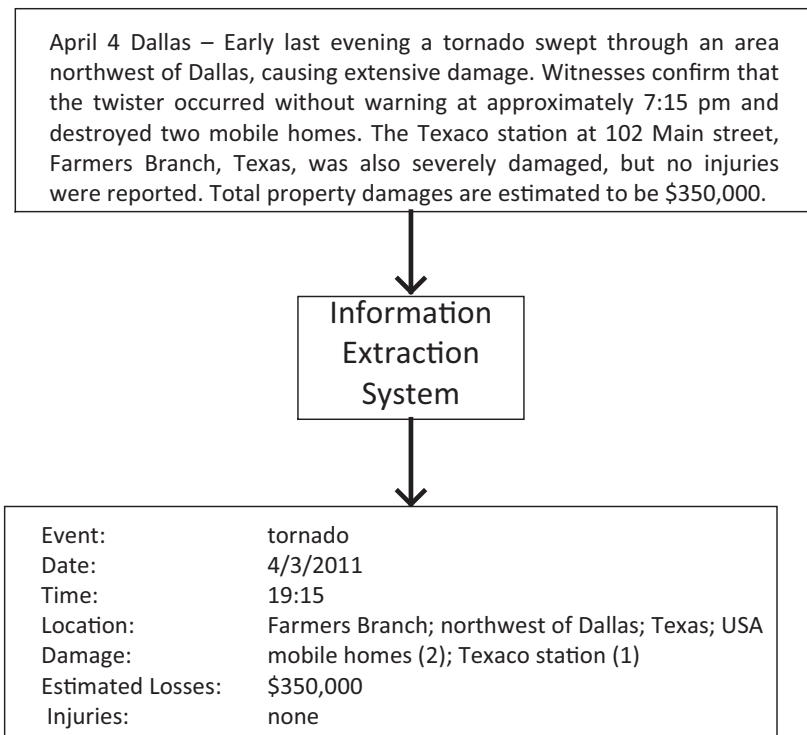 April 4 Dallas – Early last evening a tornado swept through an area
northwest of Dallas, causing extensive damage. Witnesses confirm that
the twister occurred without warning at approximately 7:15 pm and
destroyed two mobile homes. The Texaco station at 102 Main street,
Farmers Branch, Texas, was also severely damaged, but no injuries
were reported. Total property damages are estimated to be $350,000.
Information
Extraction
System
Event: tornado
Date: 4/3/2011
Time: 19:15
Location: Farmers Branch; northwest of Dallas; Texas; USA
Damage: mobile homes (2); Texaco station (1)
Estimated Losses: $350,000
Injuries: none